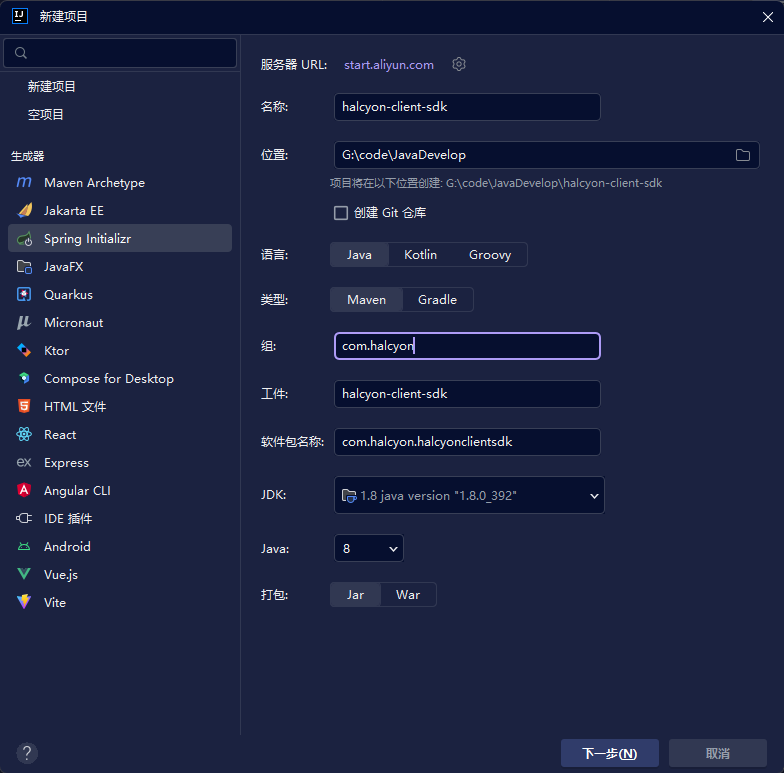 新建项目
新建项目
空项目
生成器
Maven Archetype
Jakarta EE
Spring Initializr
JavaFX
Quarkus
Micronaut
Ktor
Compose for Desktop
HTML 文件
React
Express
Angular CLI
IDE 插件
Android
Vue.js
Vite
服务器 URL: start.aliyun.com
名称: halcyon-client-sdk
位置: G:\code\JavaDevelop
项目将在以下位置创建: G:\code\JavaDevelop\halcyon-client-sdk
创建 Git 仓库
语言: Java Kotlin Groovy
类型: Maven Gradle
组: com.halcyon
工件: halcyon-client-sdk
软件包名称: com.halcyon.halcyonclientsdk
JDK: 1.8 java version "1.8.0_392"
Java: 8
打包: Jar War
? 下一步(N) 取消